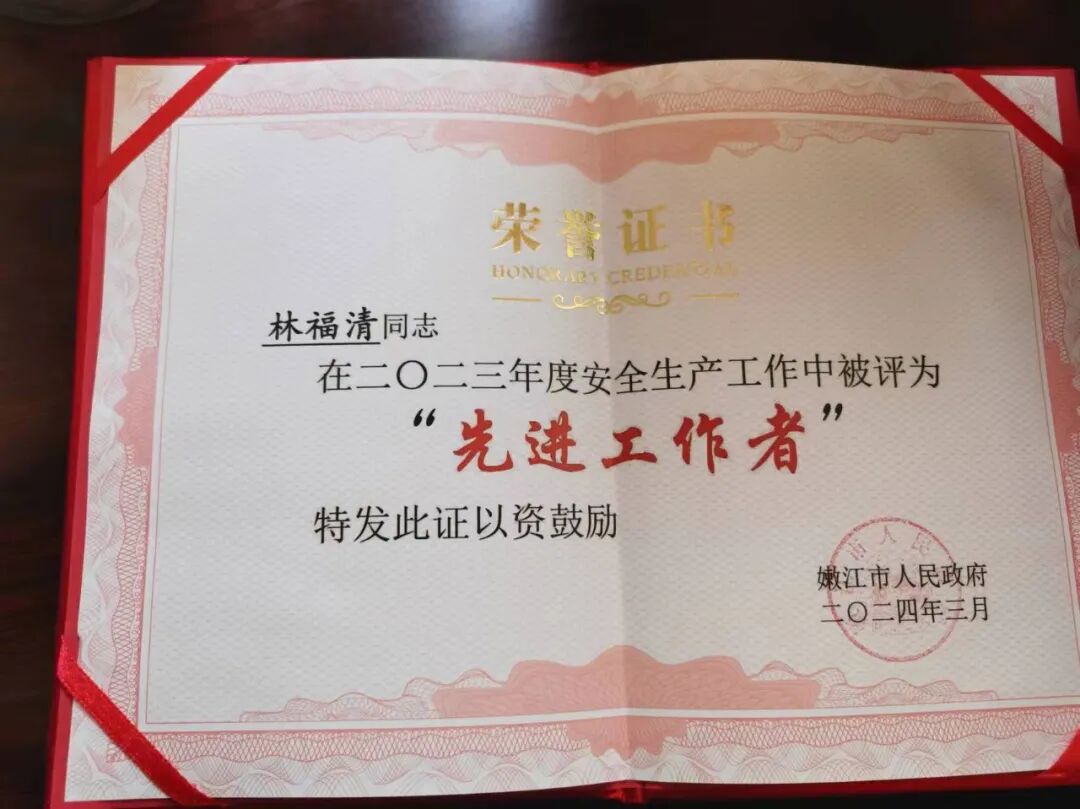 荣誉证书
HONORARY CREDENTIAL
林福清同志
在二〇二三年度安全生产工作中被评为
“先进工作者”
特发此证以资鼓励
嫩江市人民政府
二〇二四年三月